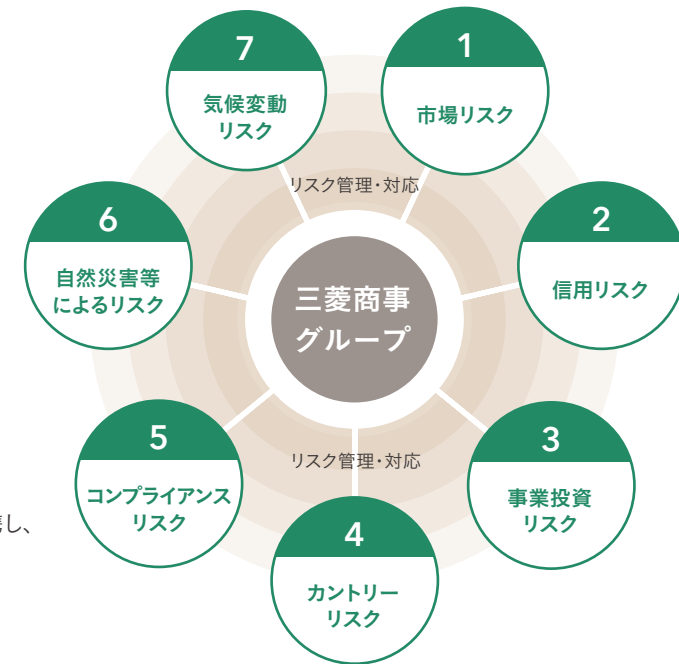 7
気候変動
リスク
1
市場リスク
リスク管理・対応
6
自然災害等
によるリスク
2
信用リスク
三菱商事
グループ
5
コンプライアンス
リスク
リスク管理・対応
3
事業投資
リスク
し、
4
カントリー
リスク